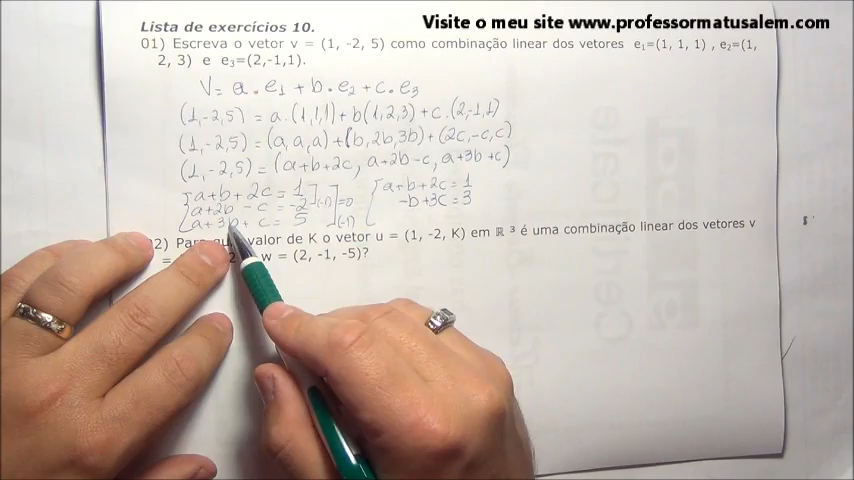 Visite o meu site www.professormatusalem.com
Lista de exercícios 10.
01) Escreva o vetor v = (1, -2, 5) como combinação linear dos vetores e₁=(1, 1, 1) , e₂=(1,
2, 3) e e₃=(2,-1,1).
V = a . e1 + b . e2 + c . e3
(1,-2,5) = a.(1,1,1) + b(1,2,3) + c.(2,-1,1)
(1,-2,5) = (a,a,a) + (b,2b,3b) + (2c,-c,c)
(1,-2,5) = (a+b+2c, a+2b-c, a+3b+c)
a+b+2c = 1 a+b+2c = 1
a+2b-c = -2 (-1) =0 -b+3c = 3
a+3b+c = 5 (-1)
2) Para valor de K o vetor u = (1, -2, K) em ℝ ³ é uma combinação linear dos vetores v
= w = (2, -1, -5)?